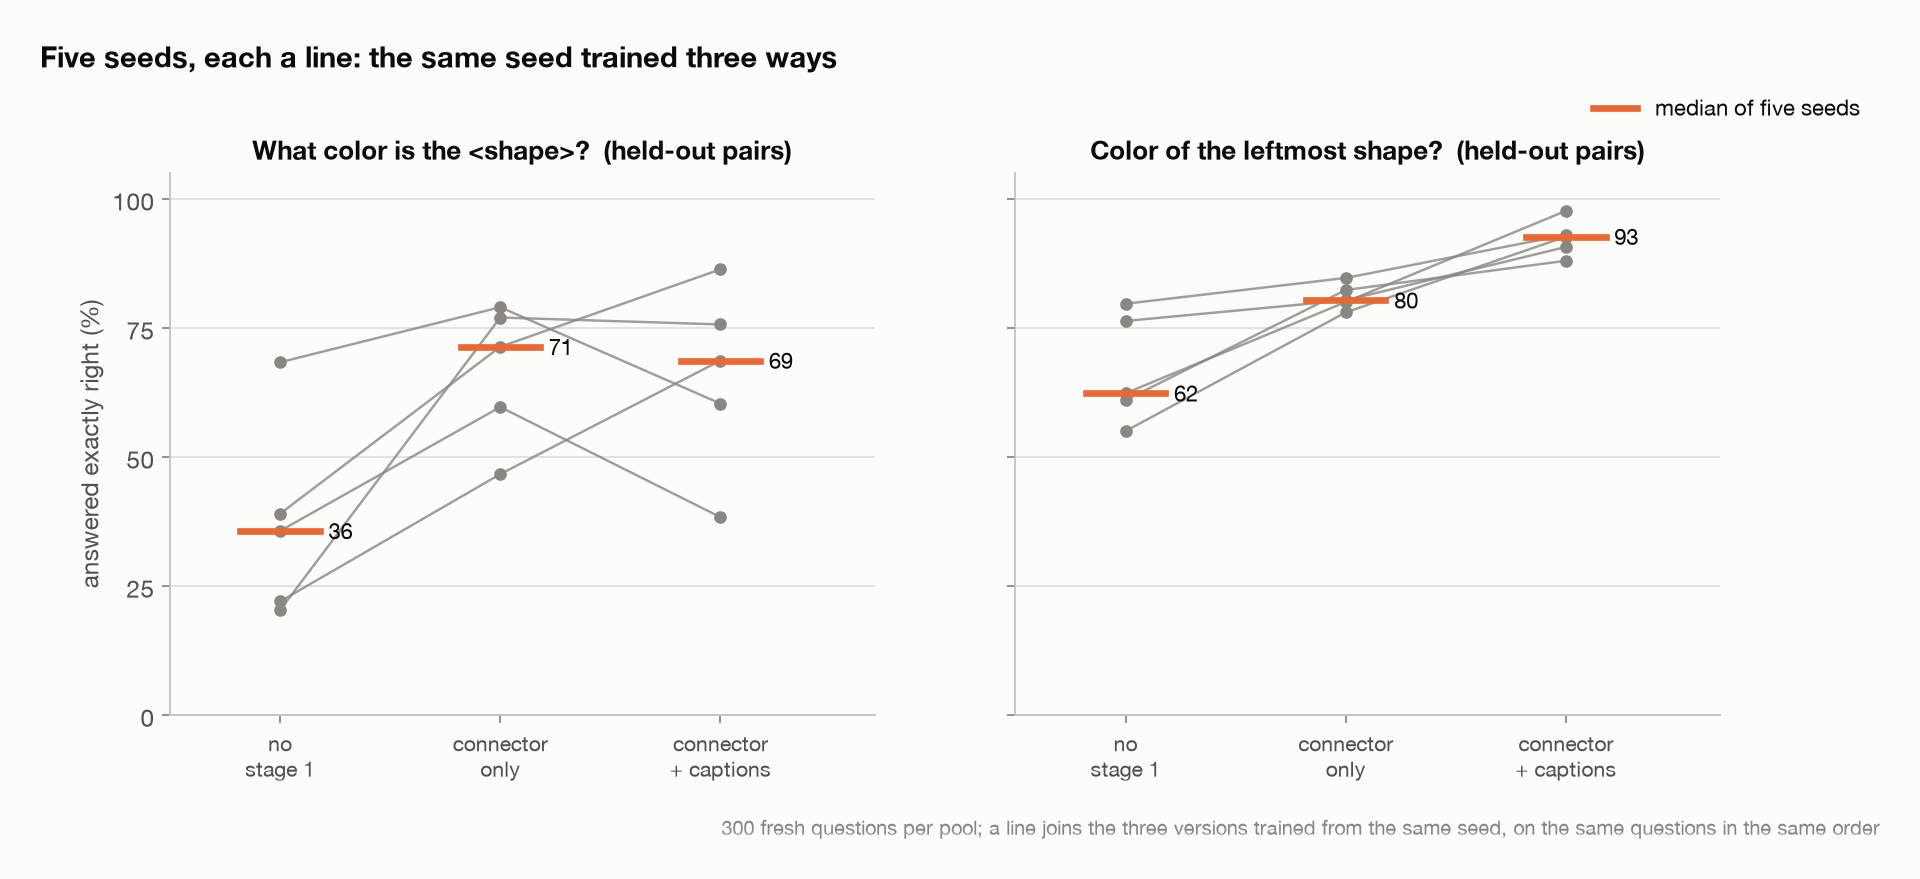 Five seeds, each a line: the same seed trained three ways
median of five seeds
What color is the <shape>? (held-out pairs)
Color of the leftmost shape? (held-out pairs)
answered exactly right (%)
100
75
50
25
0
36
71
69
62
80
93
no
stage 1
connector
only
connector
+ captions
no
stage 1
connector
only
connector
+ captions
300 fresh questions per pool; a line joins the three versions trained from the same seed, on the same questions in the same order